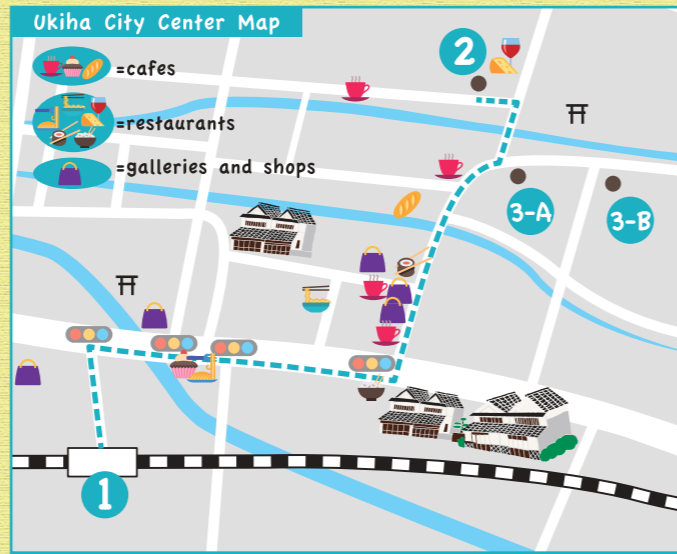 Ukiha City Center Map
=cafes
=restaurants
=galleries and shops
2
3-A
3-B
1